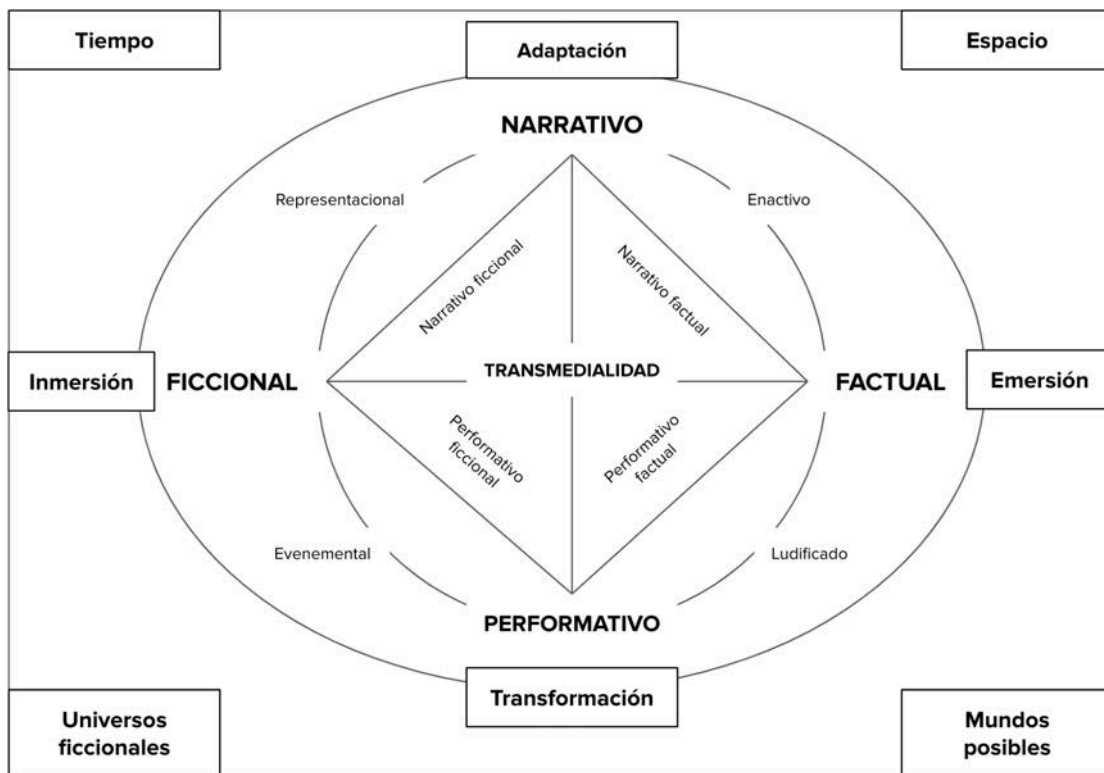 Tiempo
Adaptación
Espacio
NARRATIVO
Representacional
Enactivo
Narrativo ficcional
Narrativo factual
TRANSMEDIALIDAD
Inmersión
FICCIONAL
FACTUAL
Emersión
Performativo
ficcional
Performativo
factual
Evenemental
Ludificado
PERFORMATIVO
Transformación
Universos
ficcionales
Mundos
posibles